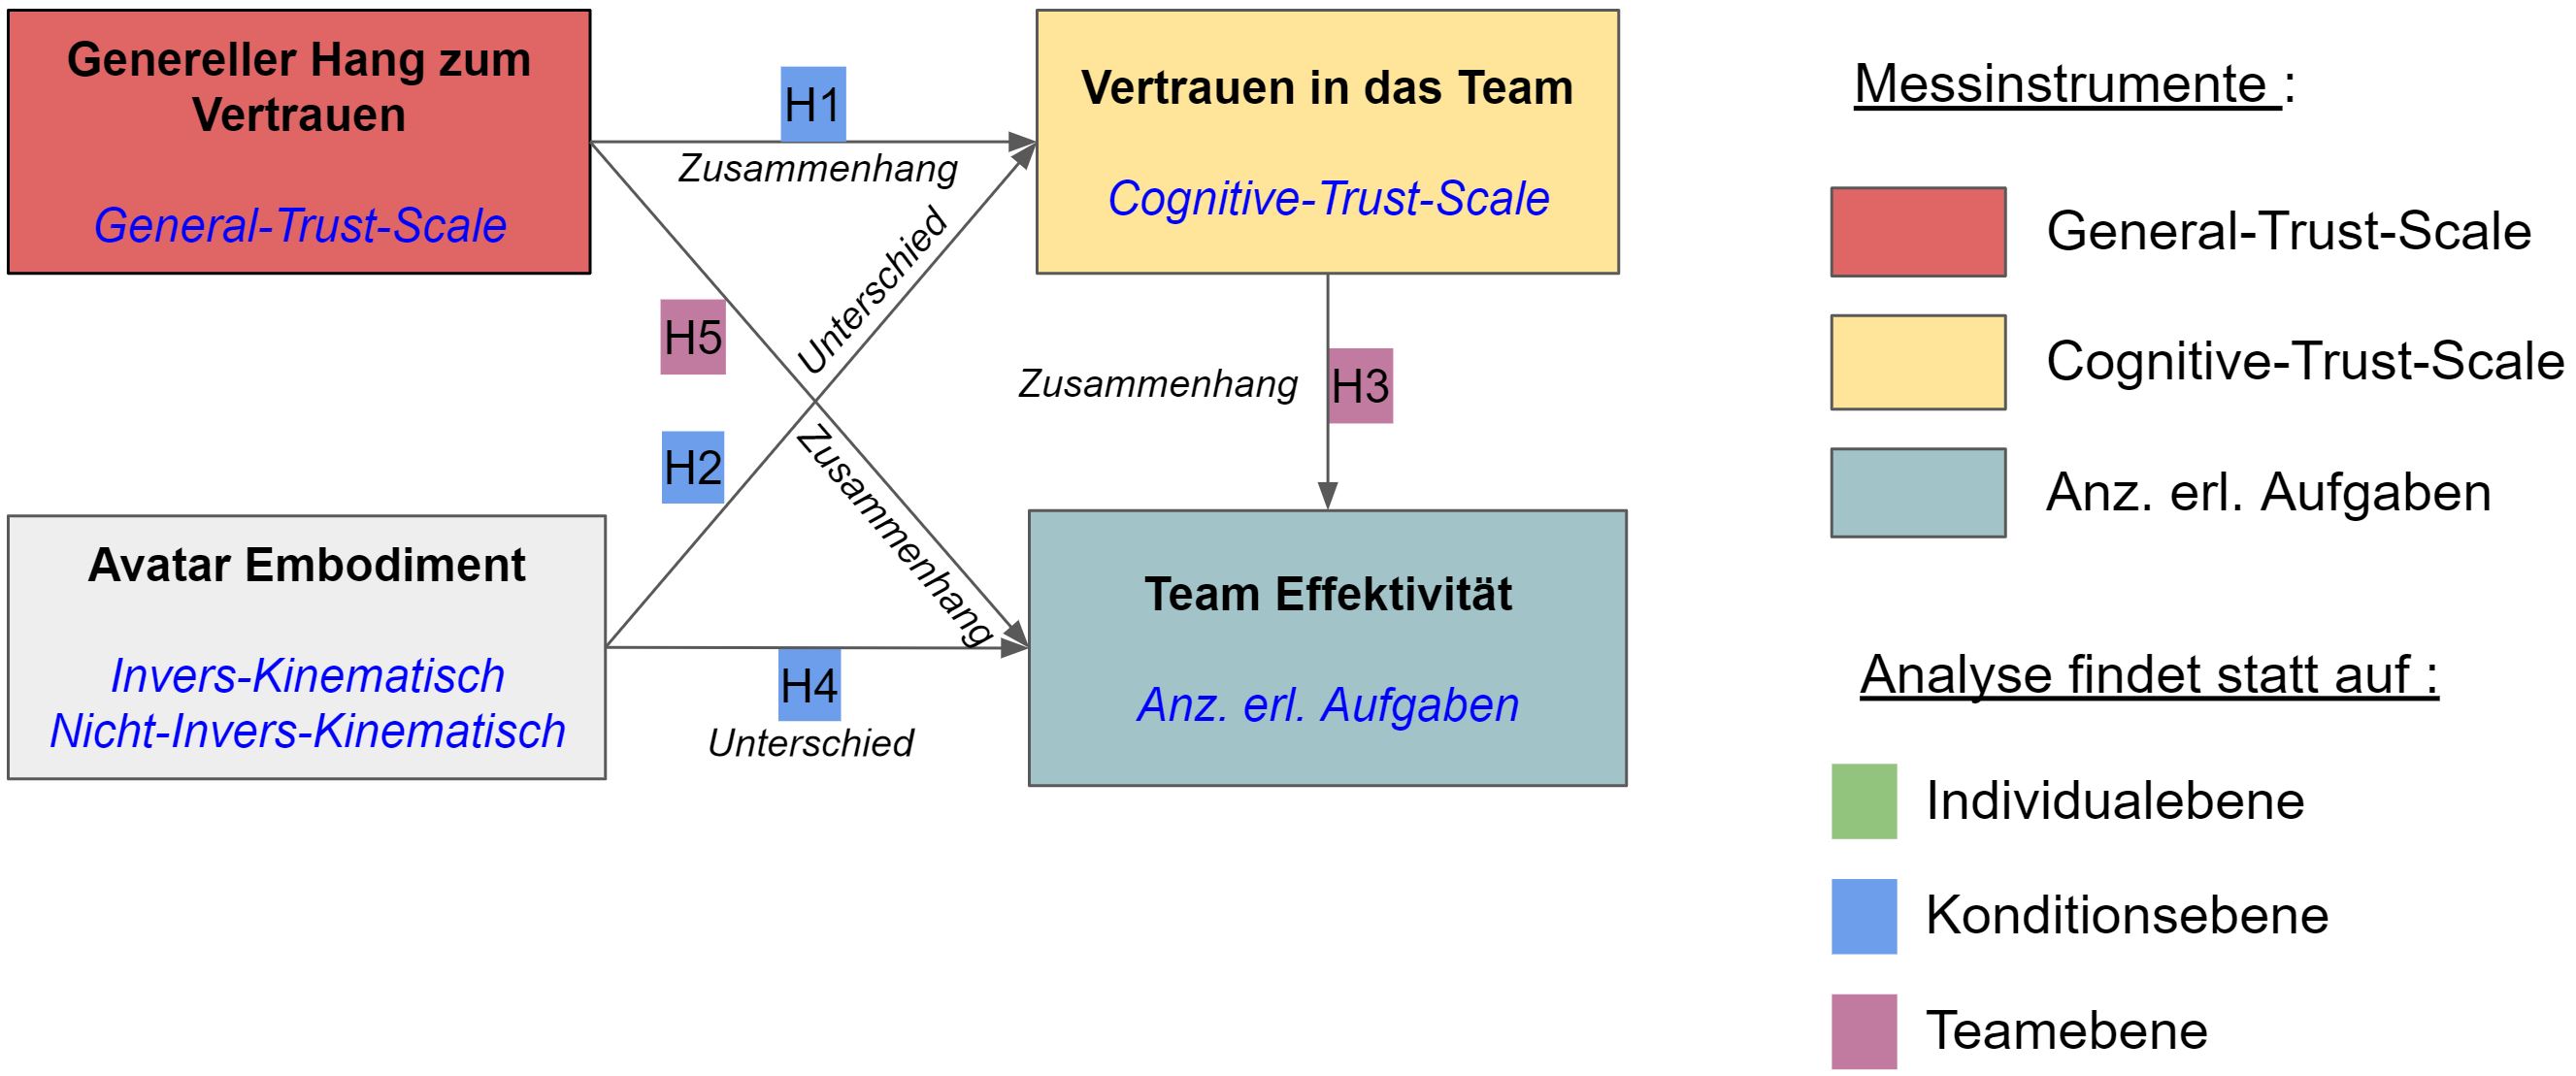 Genereller Hang zum
Vertrauen
General-Trust-Scale
H1
Zusammenhang
Vertrauen in das Team
Cognitive-Trust-Scale
Unterschied
H5
H2
Zusammenhang
Zusammenhang
H3
Avatar Embodiment
Invers-Kinematisch
Nicht-Invers-Kinematisch
H4
Unterschied
Team Effektivität
Anz. erl. Aufgaben
Messinstrumente :
General-Trust-Scale
Cognitive-Trust-Scale
Anz. erl. Aufgaben
Analyse findet statt auf :
Individualebene
Konditionsebene
Teamebene